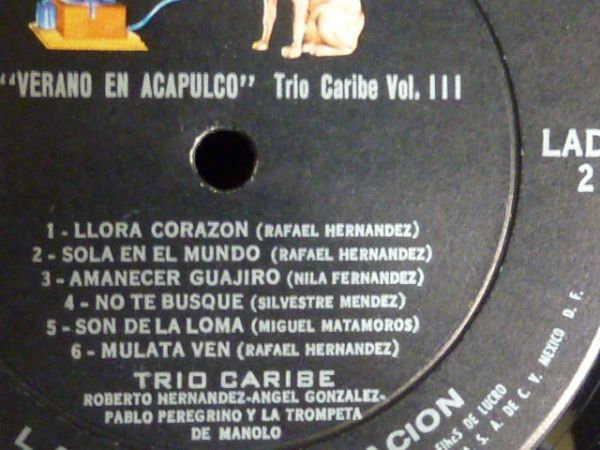 "VERANO EN ACAPULCO" Trio Caribe Vol. III
LAD
2
1 - LLORA CORAZON (RAFAEL HERNANDEZ)
2 - SOLA EN EL MUNDO (RAFAEL HERNANDEZ)
3 - AMANECER GUAJIRO (NILA FERNANDEZ)
4 - NO TE BUSQUE (SILVESTRE MENDEZ)
5 - SON DE LA LOMA (MIGUEL MATAMOROS)
6 - MULATA VEN (RAFAEL HERNANDEZ)
TRIO CARIBE
ROBERTO HERNANDEZ-ANGEL GONZALEZ-
PABLO PEREGRINO Y LA TROMPETA
DE MANOLO
FINES DE LUCRO
S. A. DE C. V. MEXICO D. F.